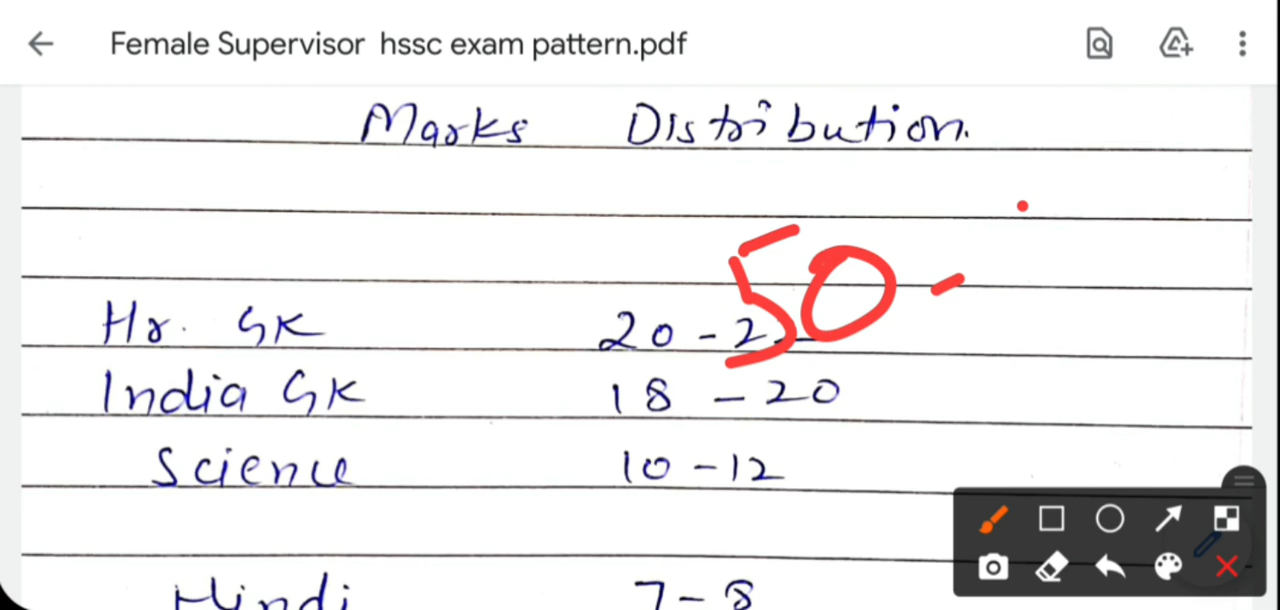 Female Supervisor hssc exam pattern.pdf
Marks Distribution.
50-
Hr. GK 20-2
India GK 18-20
Science 10-12
Hindi 7-8